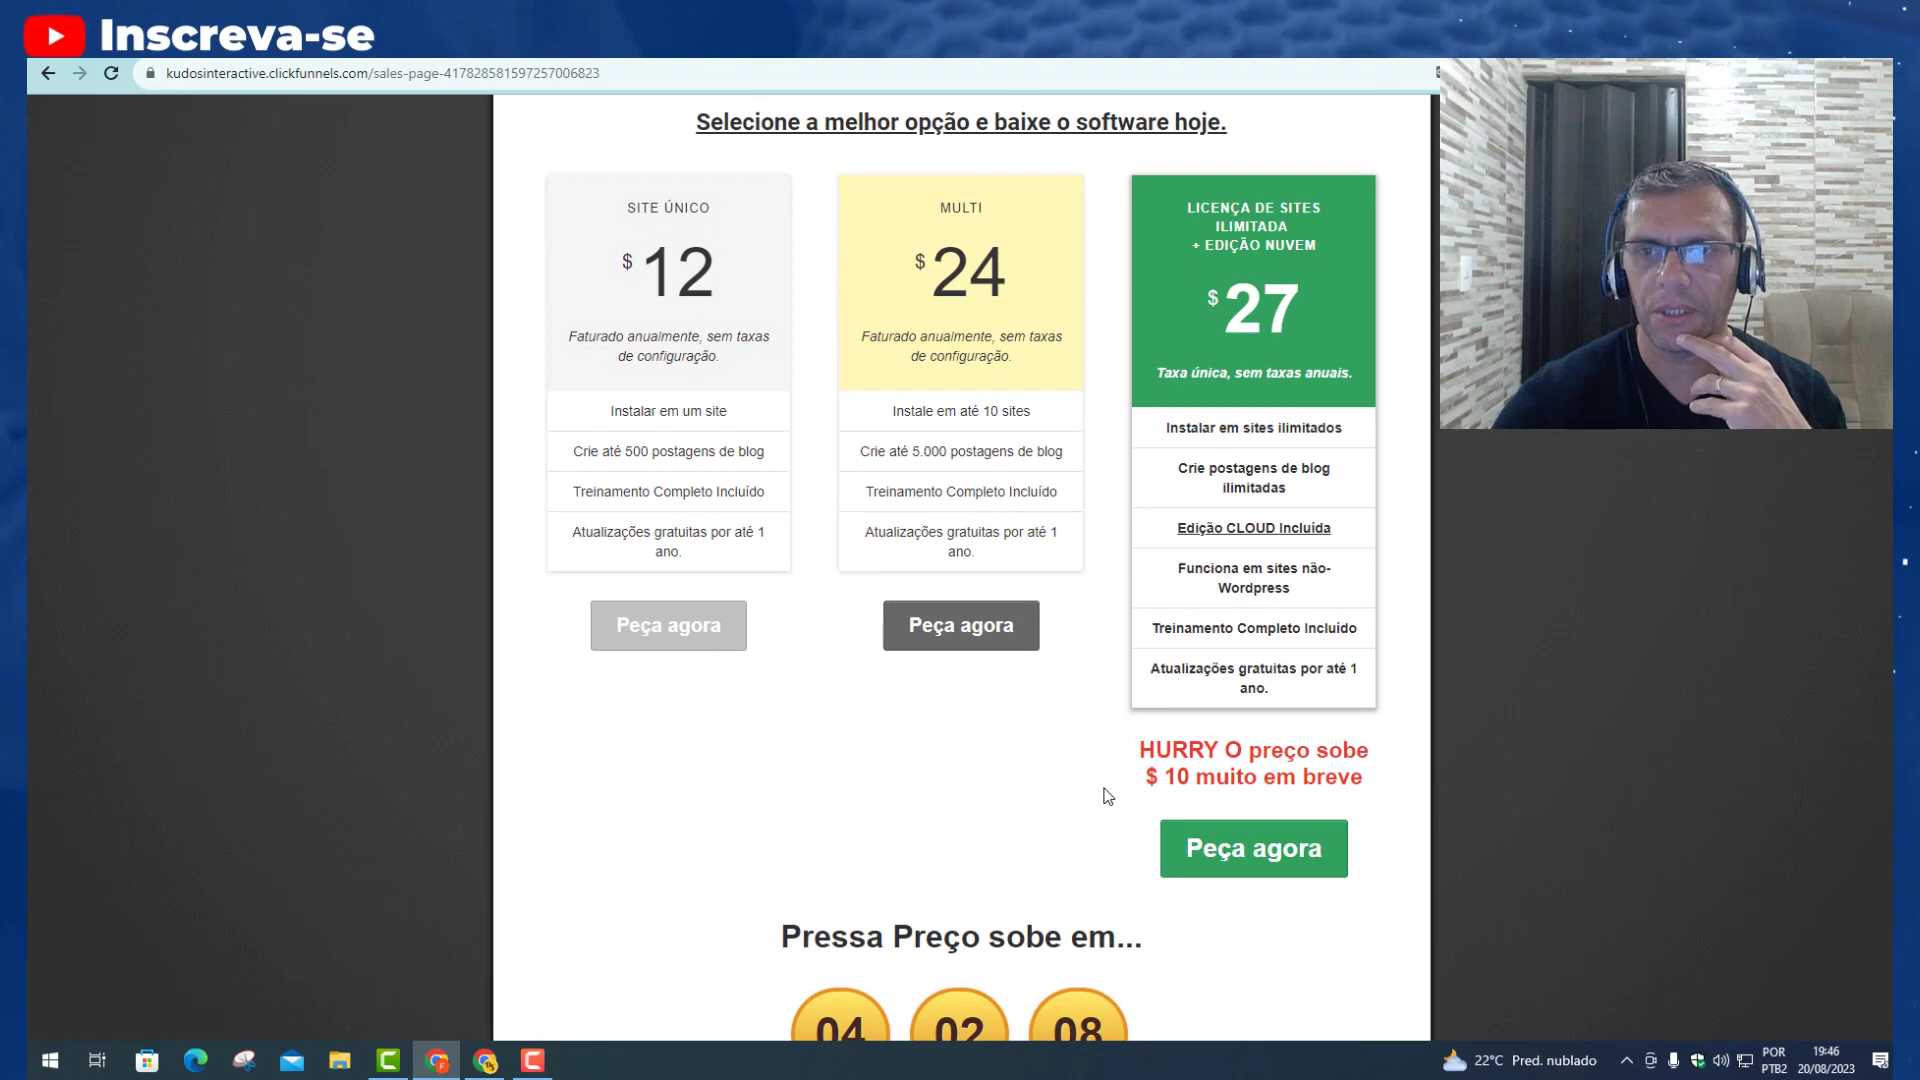 Inscreva-se
kudosinteractive.clickfunnels.com/sales-page-417828581597257006823
Selecione a melhor opção e baixe o software hoje.
SITE ÚNICO
$ 12
Faturado anualmente, sem taxas
de configuração.
Instalar em um site
Crie até 500 postagens de blog
Treinamento Completo Incluído
Atualizações gratuitas por até 1
ano.
Peça agora
MULTI
$ 24
Faturado anualmente, sem taxas
de configuração.
Instale em até 10 sites
Crie até 5.000 postagens de blog
Treinamento Completo Incluído
Atualizações gratuitas por até 1
ano.
Peça agora
LICENÇA DE SITES
ILIMITADA
+ EDIÇÃO NUVEM
$ 27
Taxa única, sem taxas anuais.
Instalar em sites ilimitados
Crie postagens de blog
ilimitadas
Edição CLOUD Incluída
Funciona em sites não-
Wordpress
Treinamento Completo Incluído
Atualizações gratuitas por até 1
ano.
HURRY O preço sobe
$ 10 muito em breve
Peça agora
Pressa Preço sobe em...
04 02 08
22°C Pred. nublado
POR
PTB2
19:46
20/08/2023